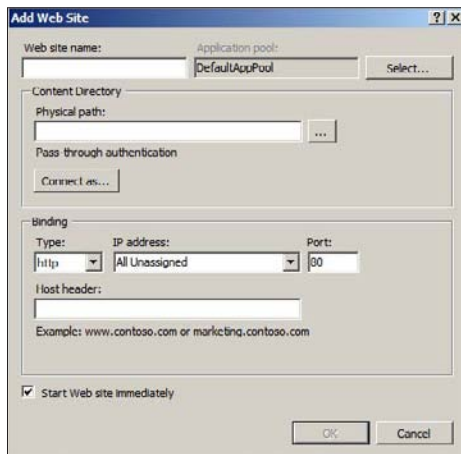 Add Web Site
Web site name:
Application pool:
DefaultAppPool
Select...
Content Directory
Physical path:
...
Pass-through authentication
Connect as...
Binding
Type:
IP address:
Port:
http
All Unassigned
80
Host header:
Example: www.contoso.com or marketing.contoso.com
Start Web site immediately
OK
Cancel